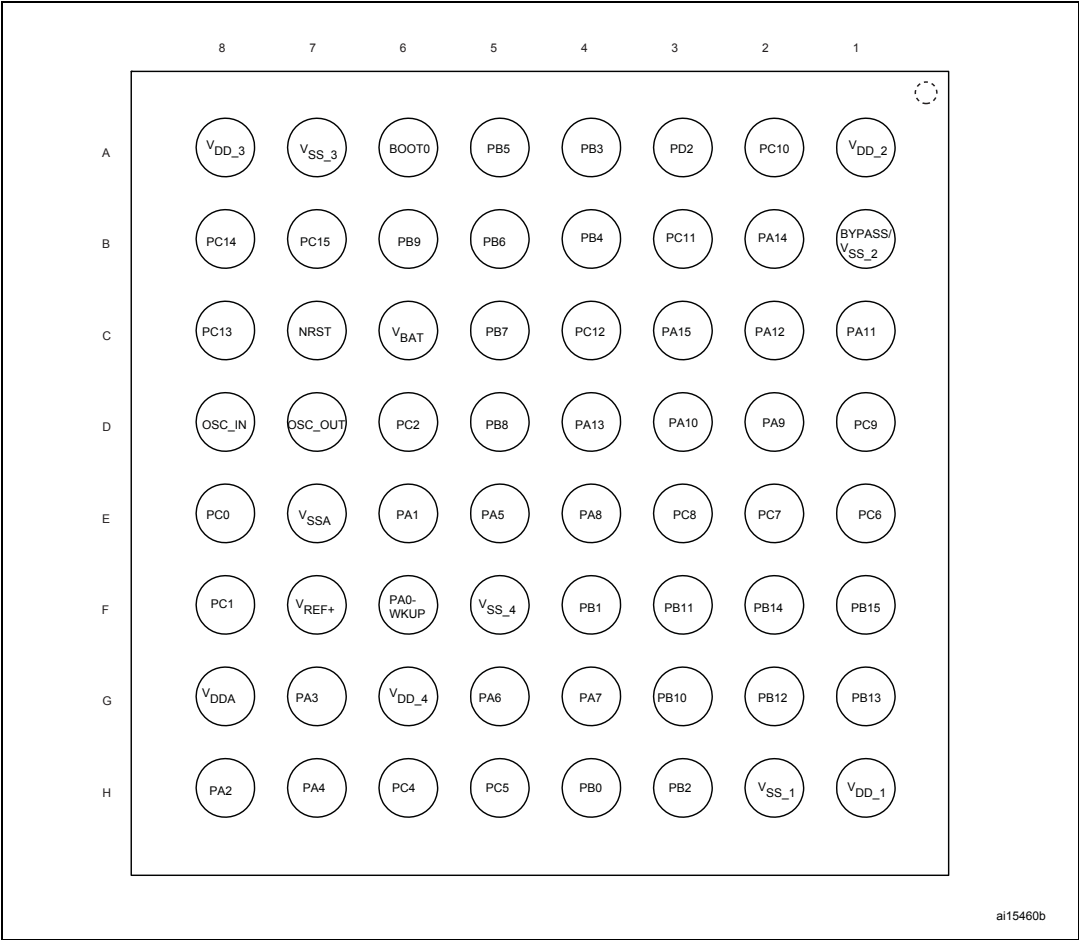 8 7 6 5 4 3 2 1
A VDD_3 VSS_3 BOOT0 PB5 PB3 PD2 PC10 VDD_2
B PC14 PC15 PB9 PB6 PB4 PC11 PA14 BYPASS/
VSS_2
C PC13 NRST VBAT PB7 PC12 PA15 PA12 PA11
D OSC_IN OSC_OUT PC2 PB8 PA13 PA10 PA9 PC9
E PC0 VSSA PA1 PA5 PA8 PC8 PC7 PC6
F PC1 VREF+ PA0-
WKUP VSS_4 PB1 PB11 PB14 PB15
G VDDA PA3 VDD_4 PA6 PA7 PB10 PB12 PB13
H PA2 PA4 PC4 PC5 PB0 PB2 VSS_1 VDD_1
ai15460b